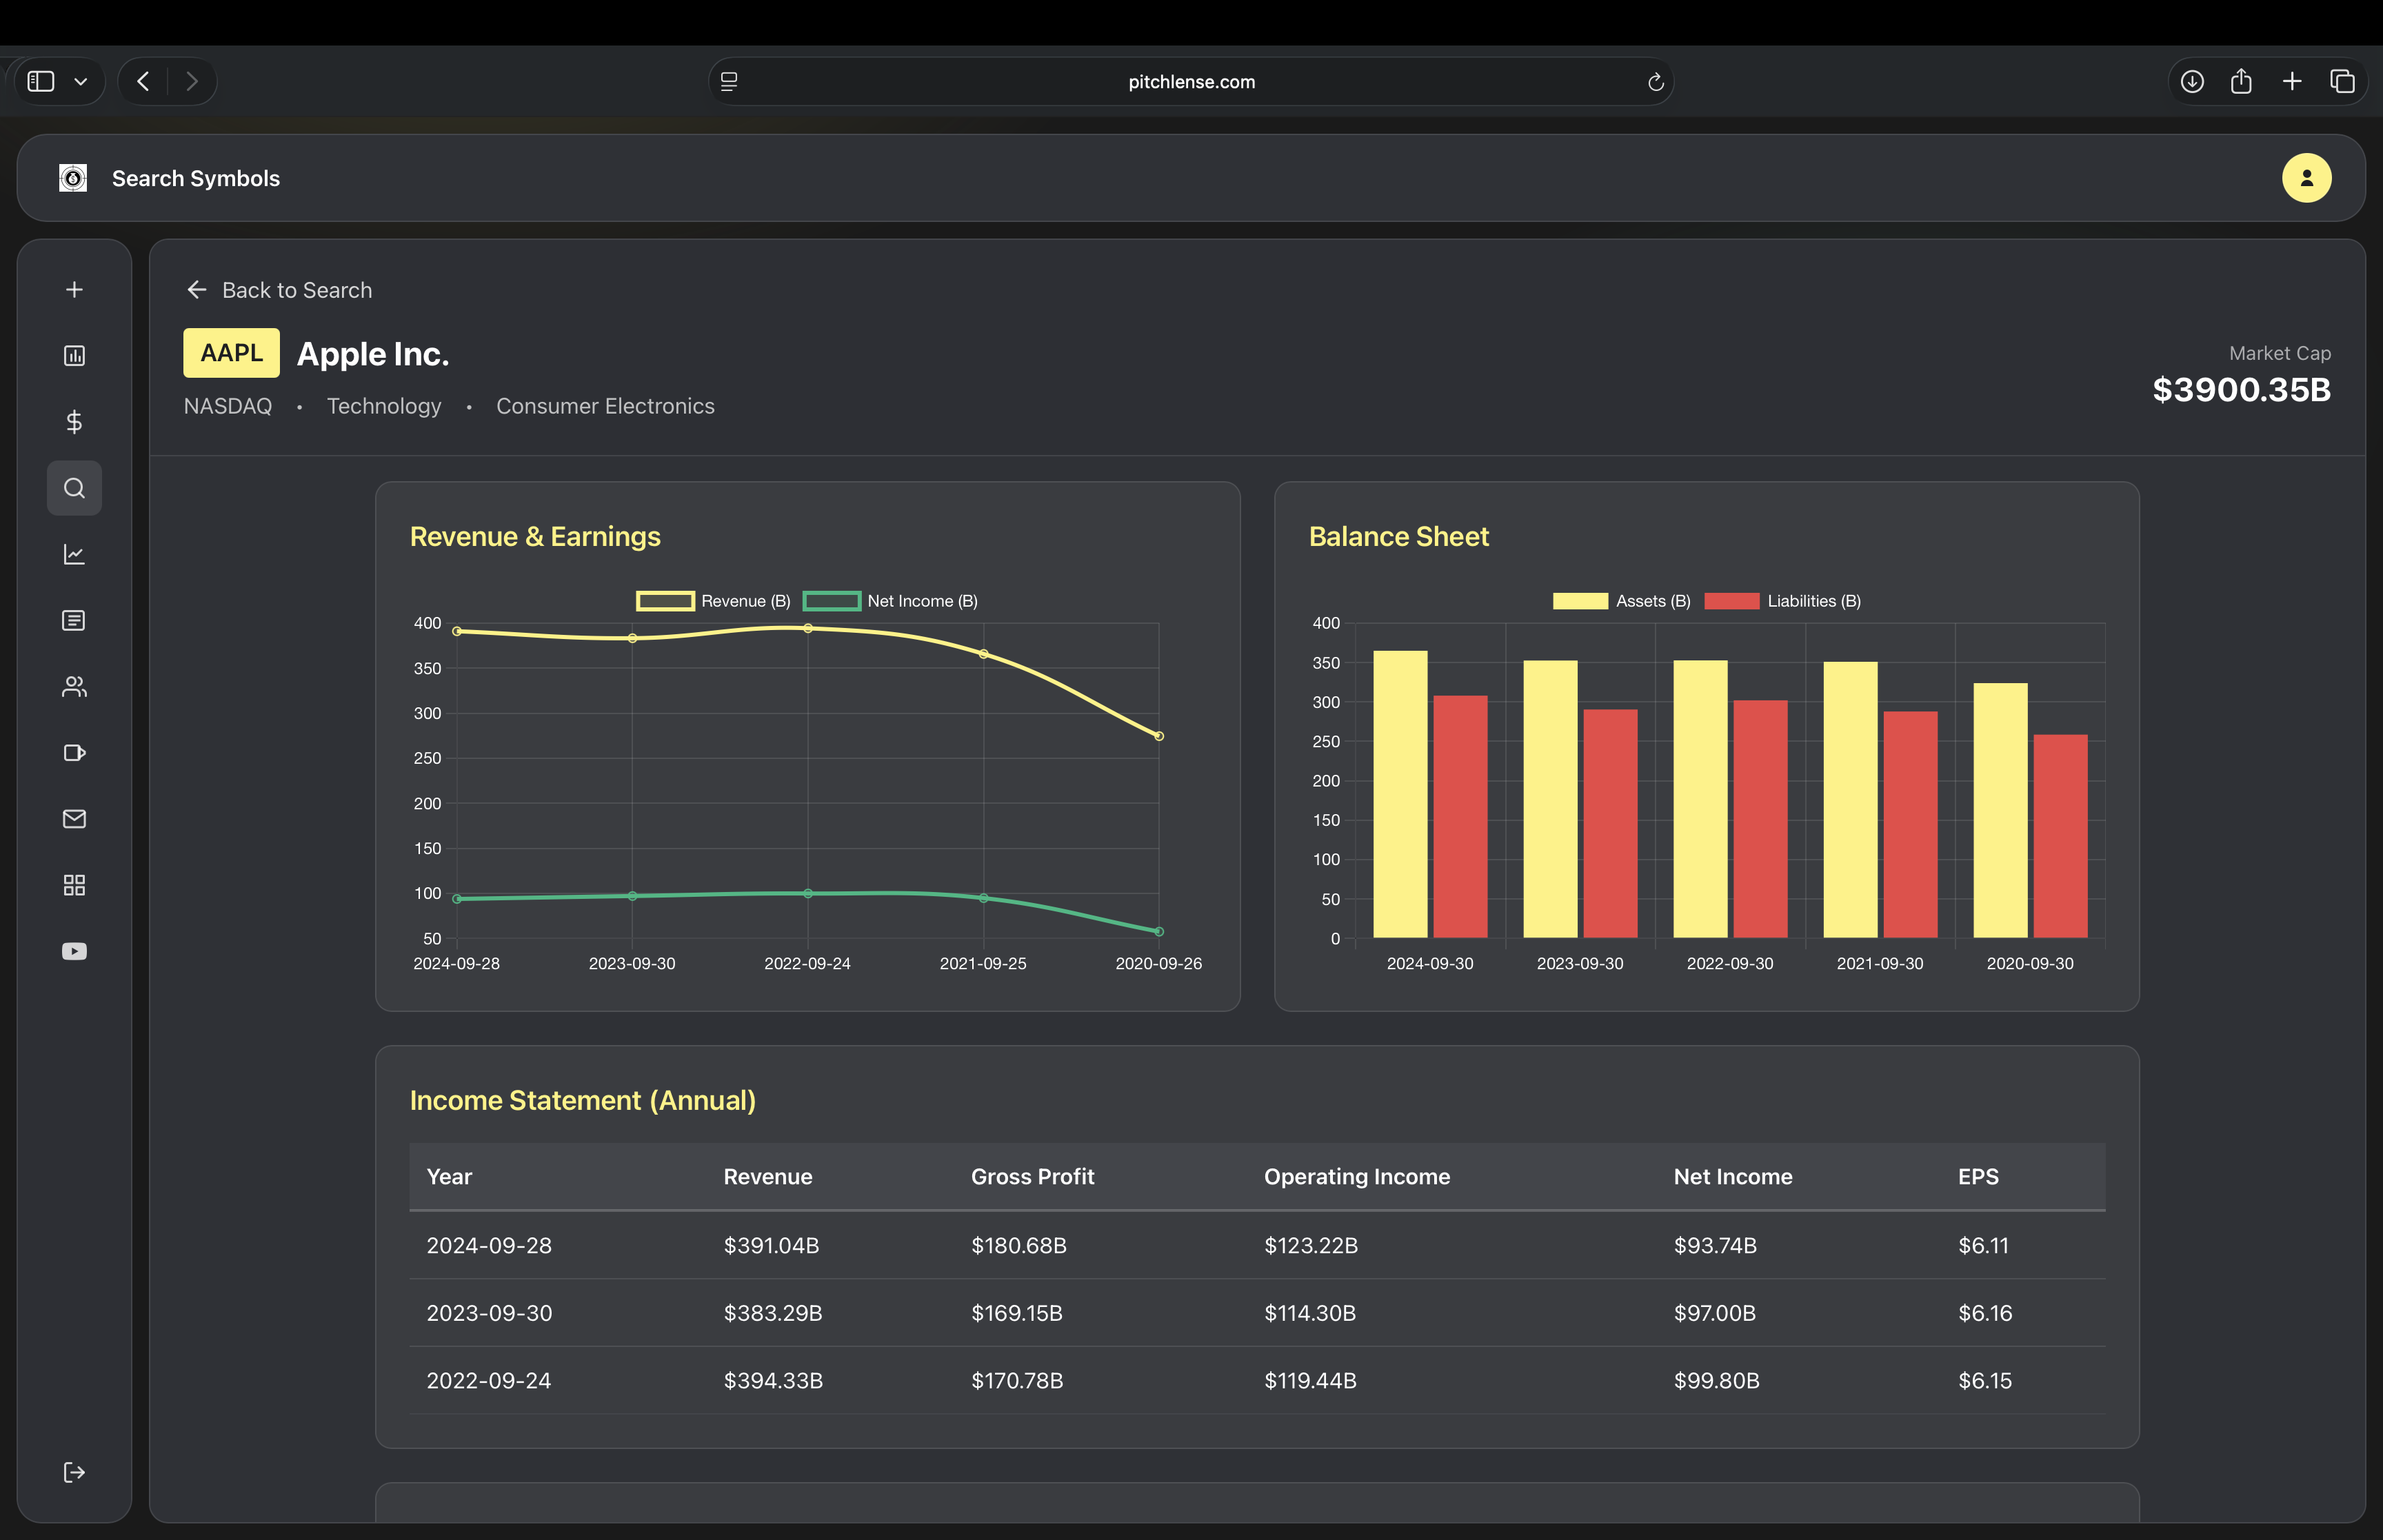 pitchlense.com
Search Symbols
Back to Search
AAPL Apple Inc.
NASDAQ • Technology • Consumer Electronics
Market Cap
$3900.35B
Revenue & Earnings
Revenue (B) Net Income (B)
400
350
300
250
200
150
100
50
2024-09-28 2023-09-30 2022-09-24 2021-09-25 2020-09-26
Balance Sheet
Assets (B) Liabilities (B)
400
350
300
250
200
150
100
50
0
2024-09-30 2023-09-30 2022-09-30 2021-09-30 2020-09-30
Income Statement (Annual)
Year Revenue Gross Profit Operating Income Net Income EPS
2024-09-28 $391.04B $180.68B $123.22B $93.74B $6.11
2023-09-30 $383.29B $169.15B $114.30B $97.00B $6.16
2022-09-24 $394.33B $170.78B $119.44B $99.80B $6.15